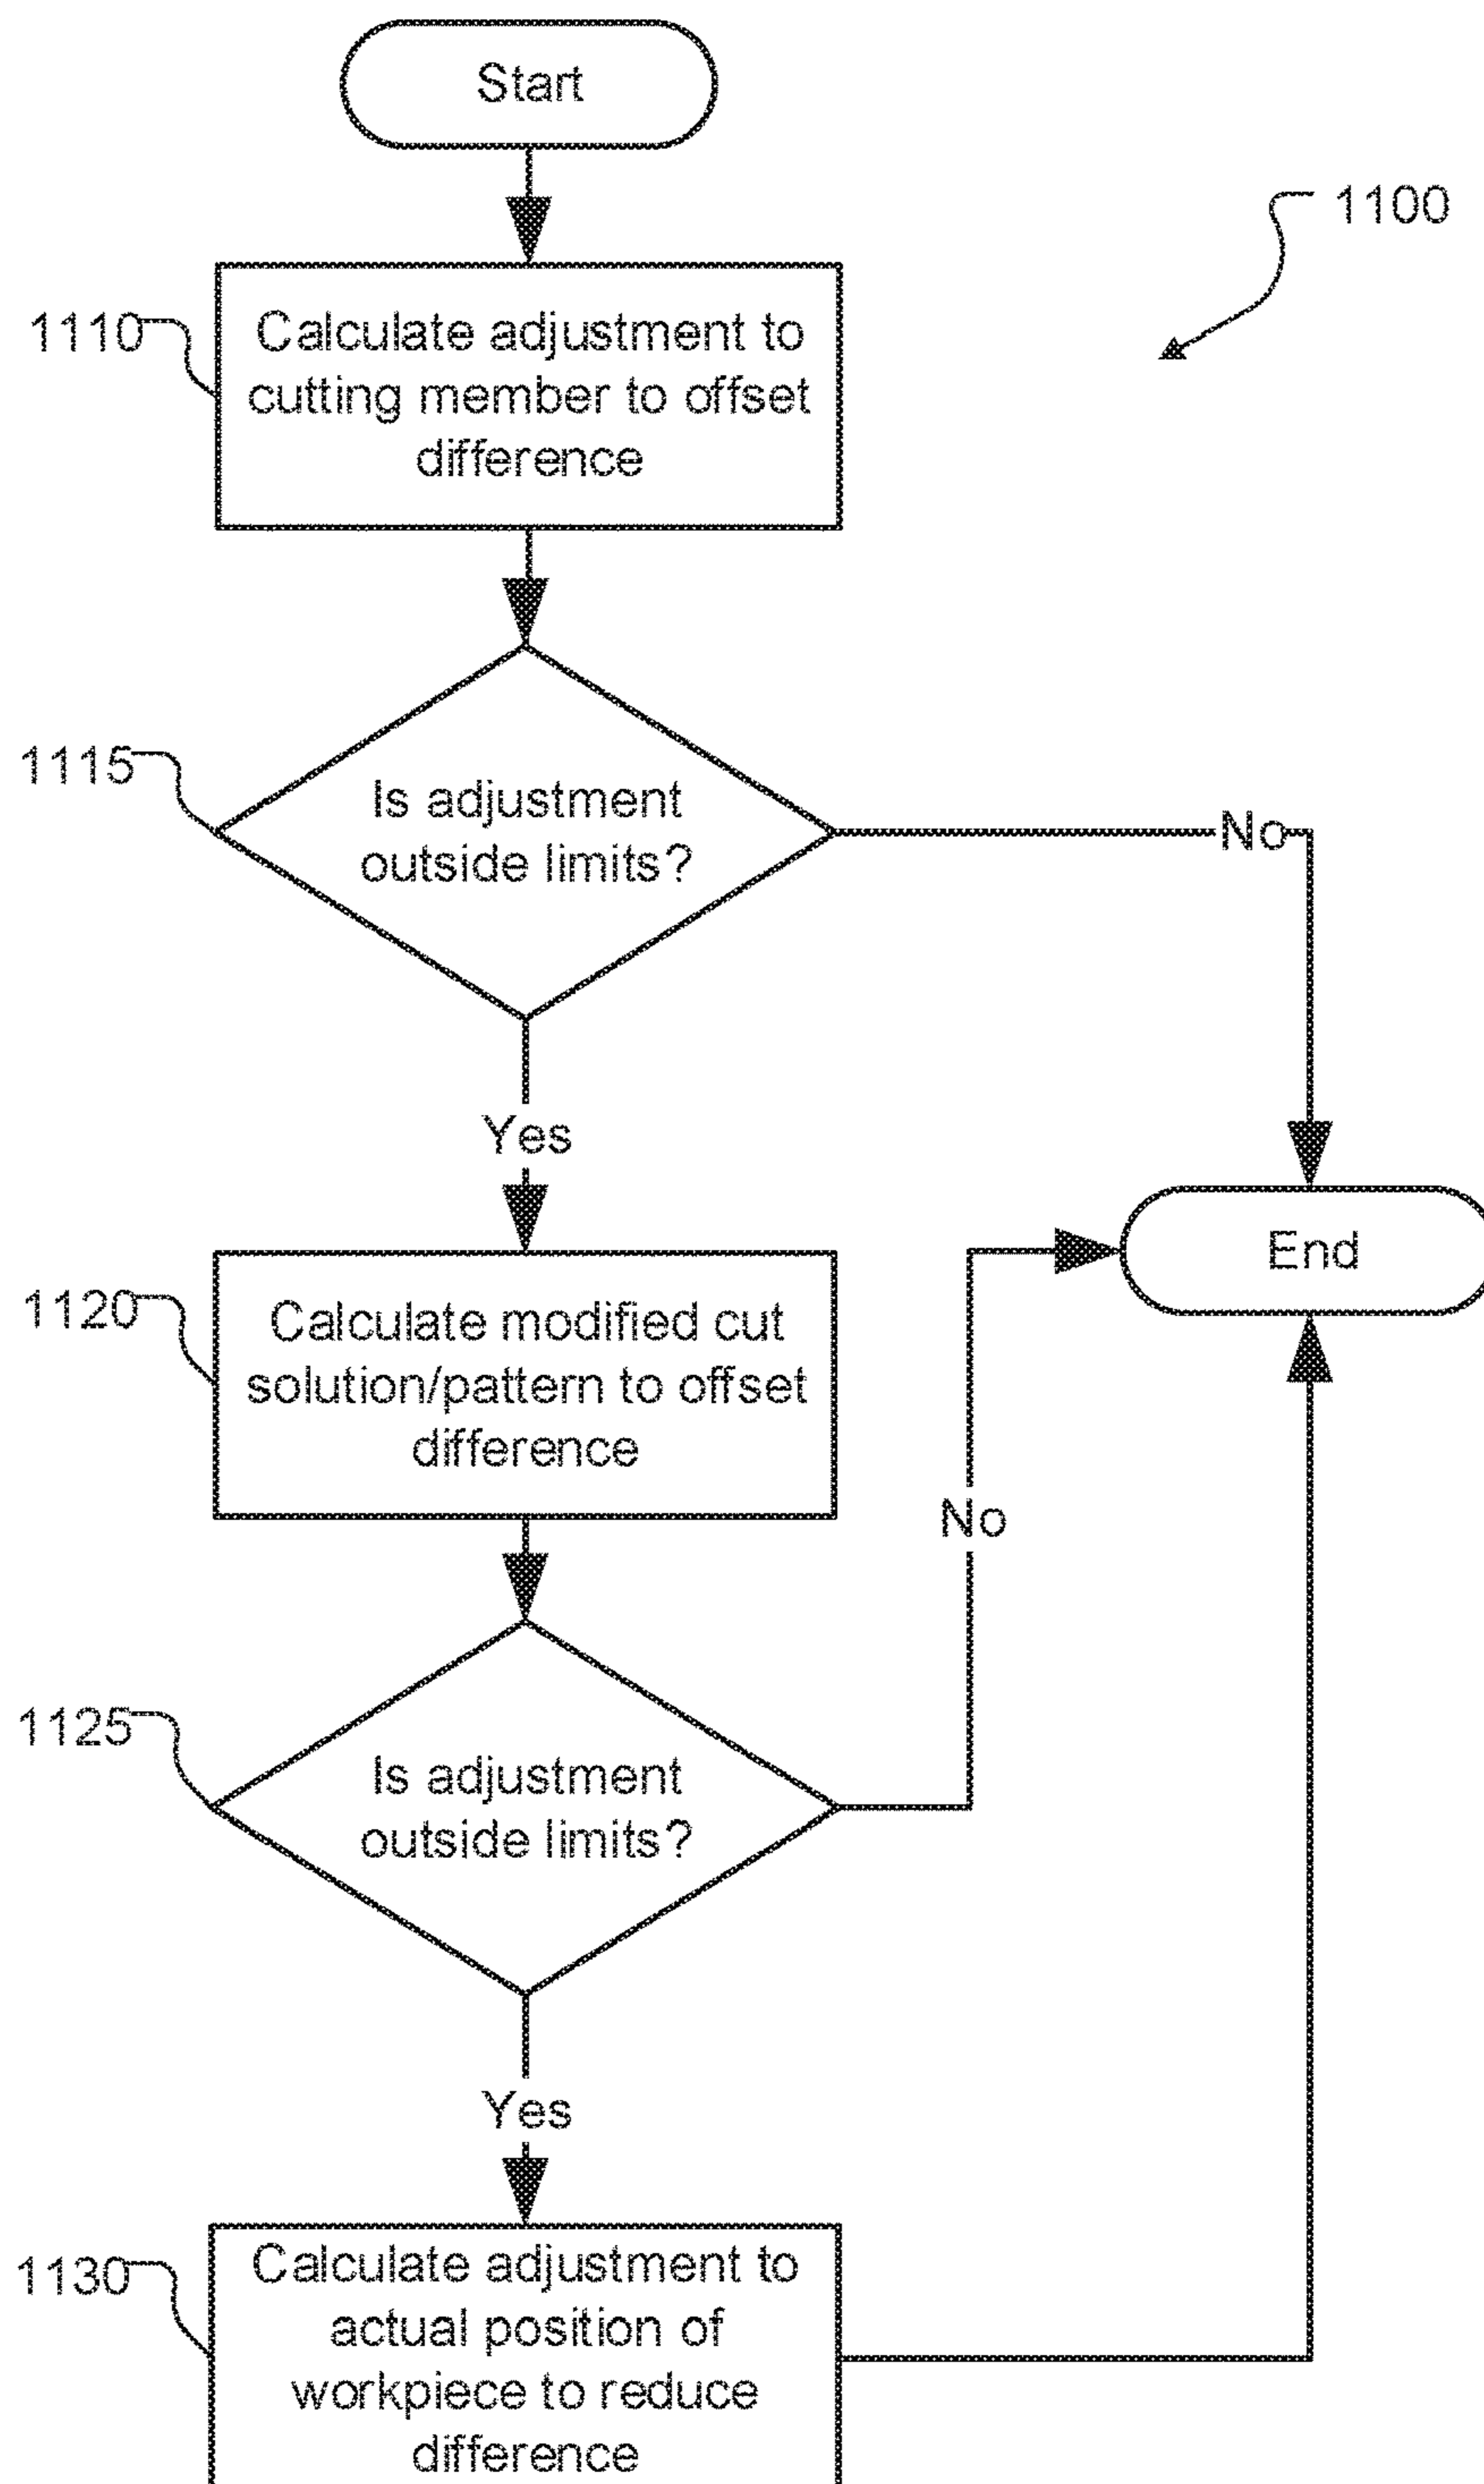 Start
1100
1110
Calculate adjustment to
cutting member to offset
difference
1115
Is adjustment
outside limits?
No
Yes
End
1120
Calculate modified cut
solution/pattern to offset
difference
No
1125
Is adjustment
outside limits?
Yes
1130
Calculate adjustment to
actual position of
workpiece to reduce
difference